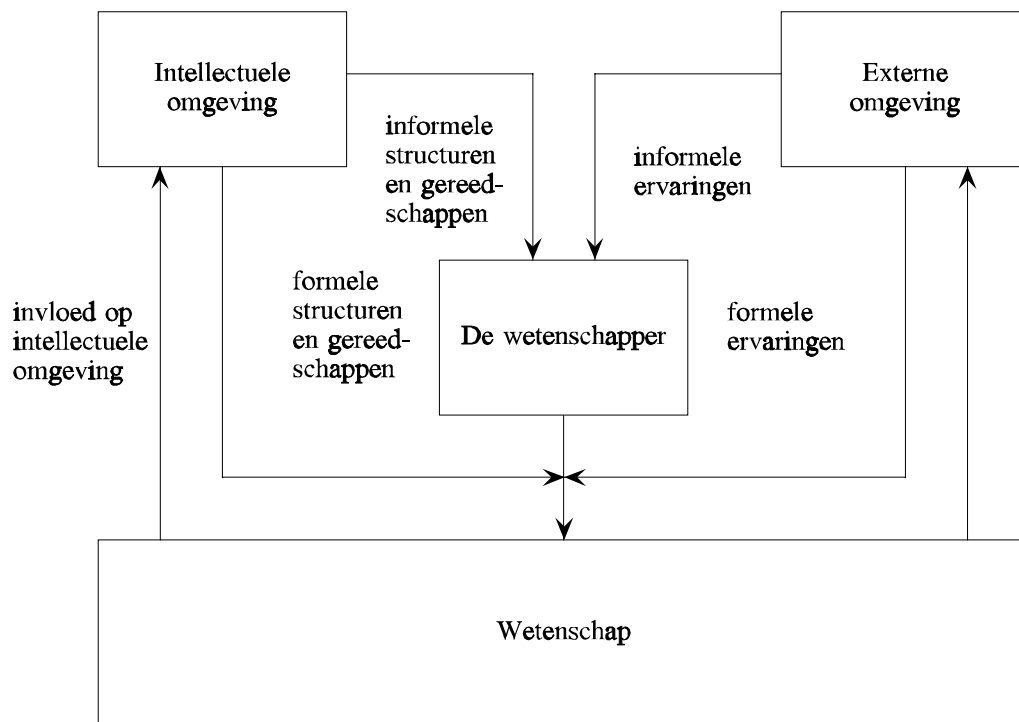 Intellectuele
omgeving
Externe
omgeving
informele
structuren
en gereed-
schappen
informele
ervaringen
invloed op
intellectuele
omgeving
formele
structuren
en gereed-
schappen
De wetenschapper
formele
ervaringen
Wetenschap